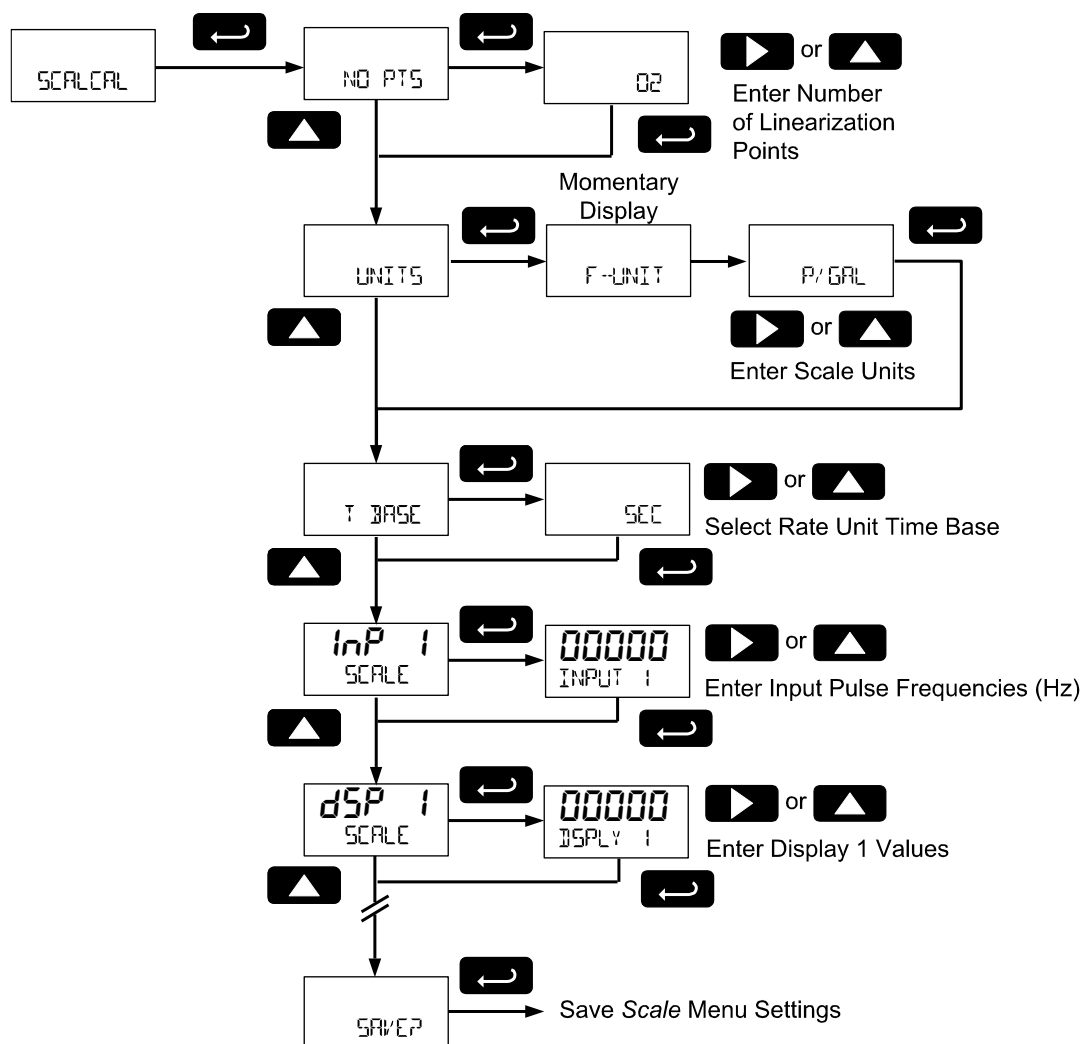 SCALCAL
NO PTS
02
or
Enter Number
of Linearization
Points
Momentary
Display
UNITS
F-UNIT
P/GAL
or
Enter Scale Units
T BASE
SEC
or
Select Rate Unit Time Base
InP 1
SCALE
00000
INPUT 1
or
Enter Input Pulse Frequencies (Hz)
dSP 1
SCALE
00000
DSPLY 1
or
Enter Display 1 Values
SAVE?
Save Scale Menu Settings